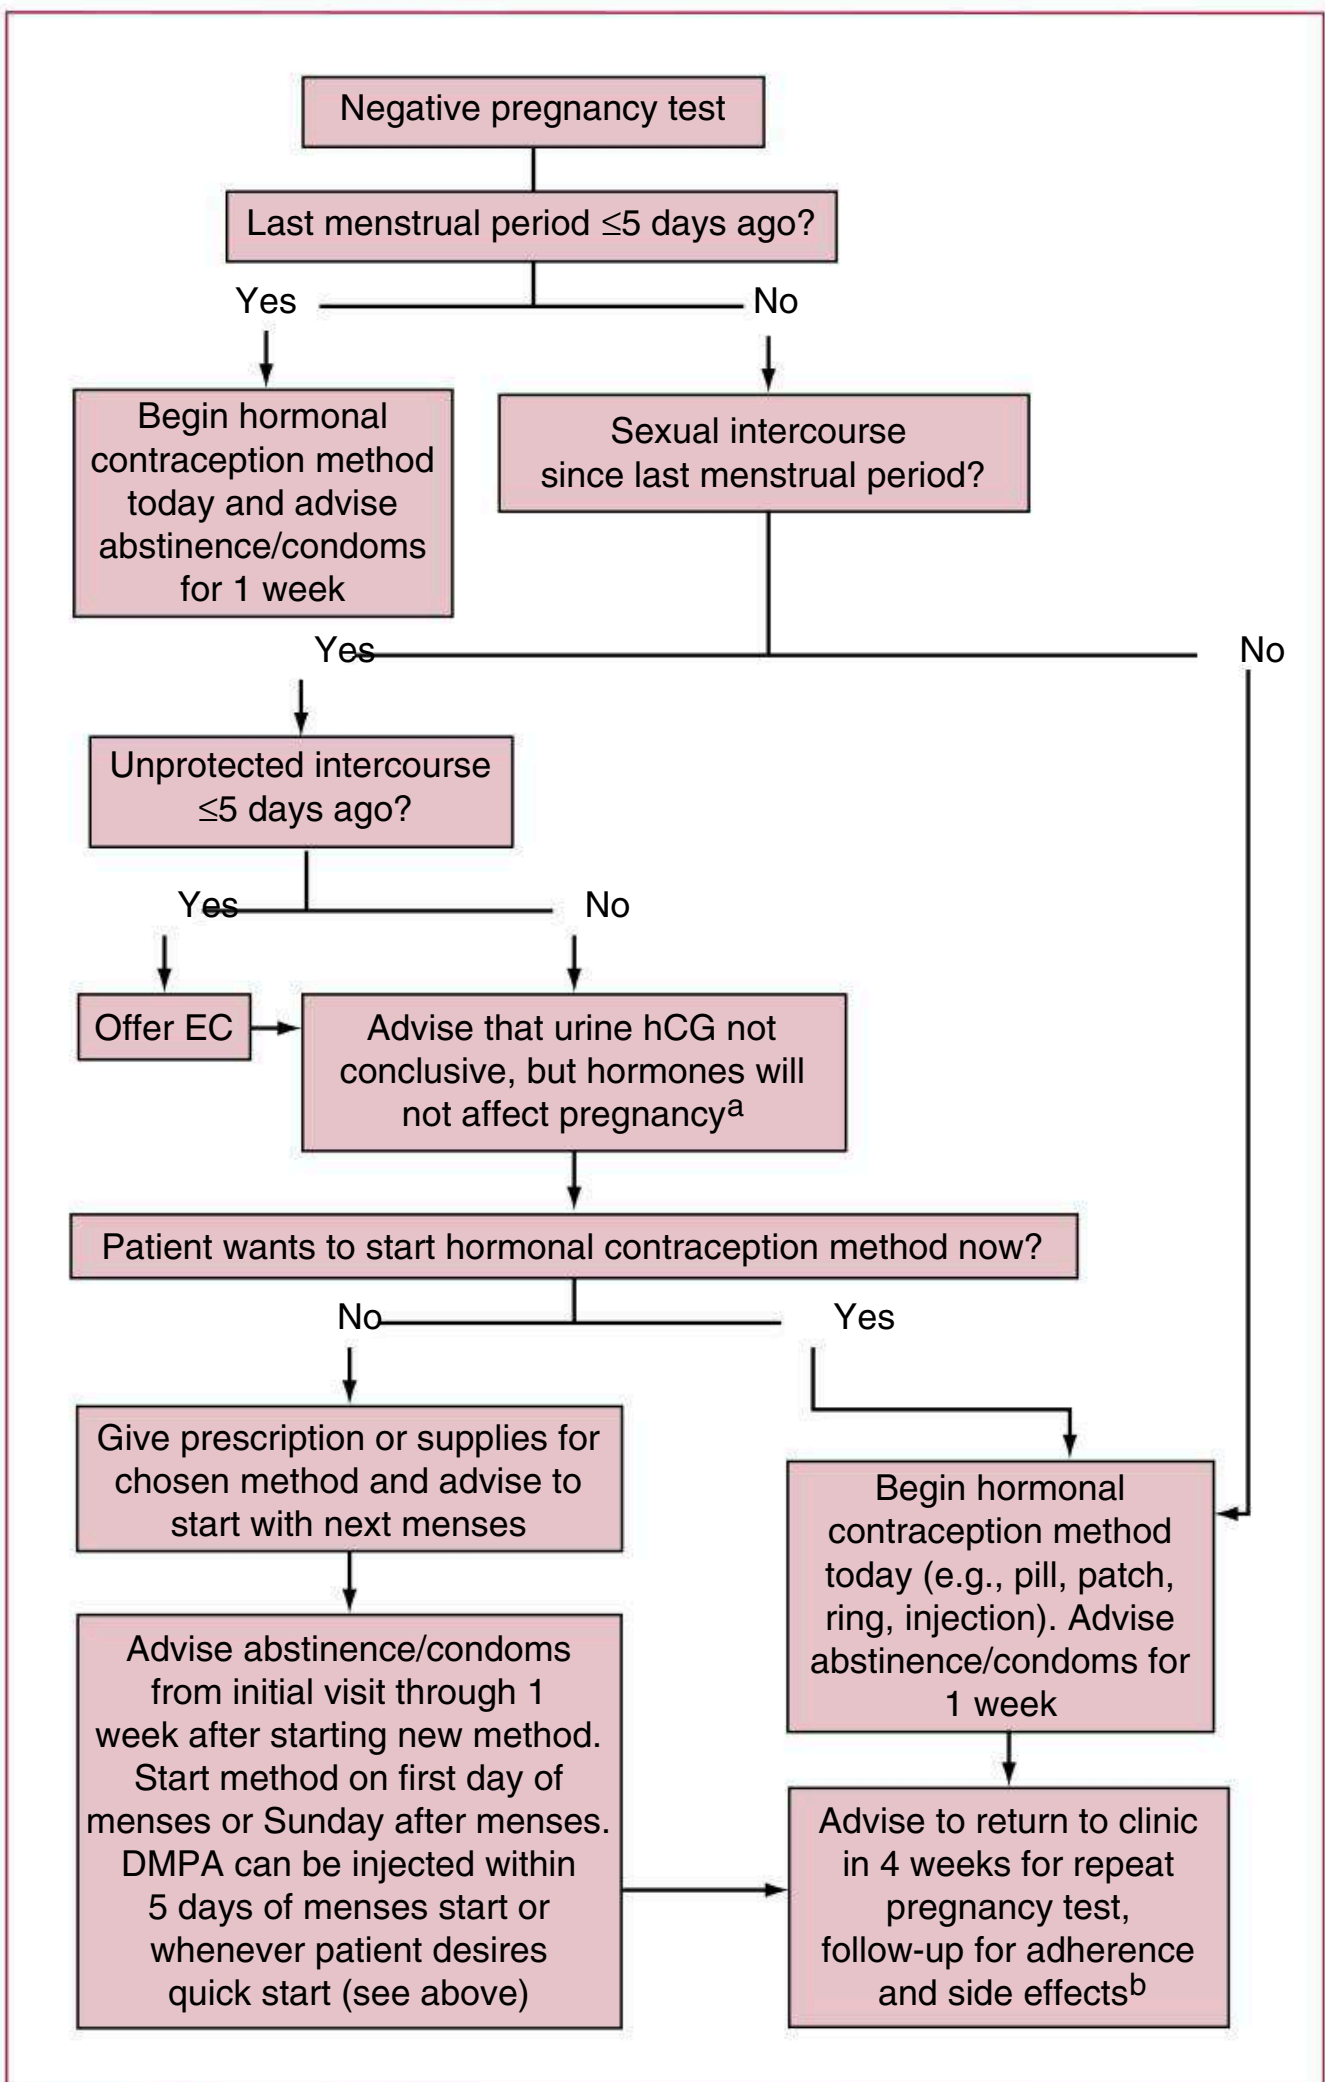 Negative pregnancy test
Last menstrual period ≤5 days ago?
Yes
No
Begin hormonal
contraception method
today and advise
abstinence/condoms
for 1 week
Sexual intercourse
since last menstrual period?
Yes
No
Unprotected intercourse
≤5 days ago?
Yes
No
Offer EC
Advise that urine hCG not
conclusive, but hormones will
not affect pregnancyᵃ
Patient wants to start hormonal contraception method now?
No
Yes
Give prescription or supplies for
chosen method and advise to
start with next menses
Begin hormonal
contraception method
today (e.g., pill, patch,
ring, injection). Advise
abstinence/condoms for
1 week
Advise abstinence/condoms
from initial visit through 1
week after starting new method.
Start method on first day of
menses or Sunday after menses.
DMPA can be injected within
5 days of menses start or
whenever patient desires
quick start (see above)
Advise to return to clinic
in 4 weeks for repeat
pregnancy test,
follow-up for adherence
and side effectsᵇ